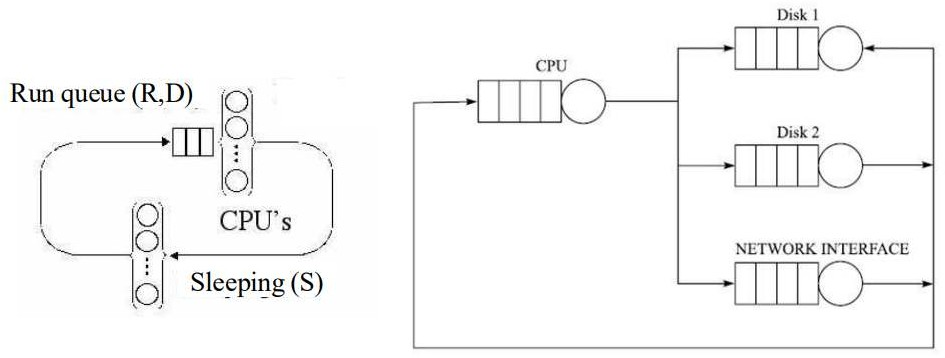 Run queue (R,D)
CPU's
Sleeping (S)
CPU
Disk 1
Disk 2
NETWORK INTERFACE